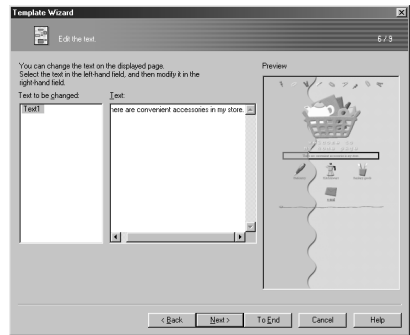 Template Wizard
Edit the text.
6 / 9
You can change the text on the displayed page.
Select the text in the left-hand field, and then modify it in the
right-hand field.
Text to be changed:
Text:
Preview
Text1
here are convenient accessories in my store.
< Back
Next >
To End
Cancel
Help